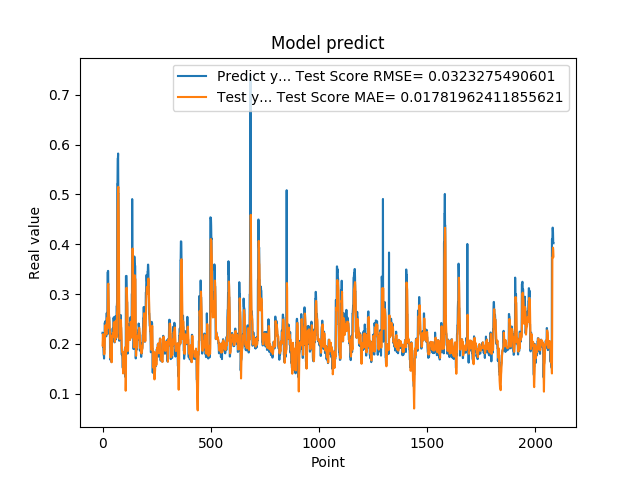 Model predict
Predict y... Test Score RMSE= 0.0323275490601
Test y... Test Score MAE= 0.01781962411855621
Real value
0.7
0.6
0.5
0.4
0.3
0.2
0.1
0 500 1000 1500 2000
Point